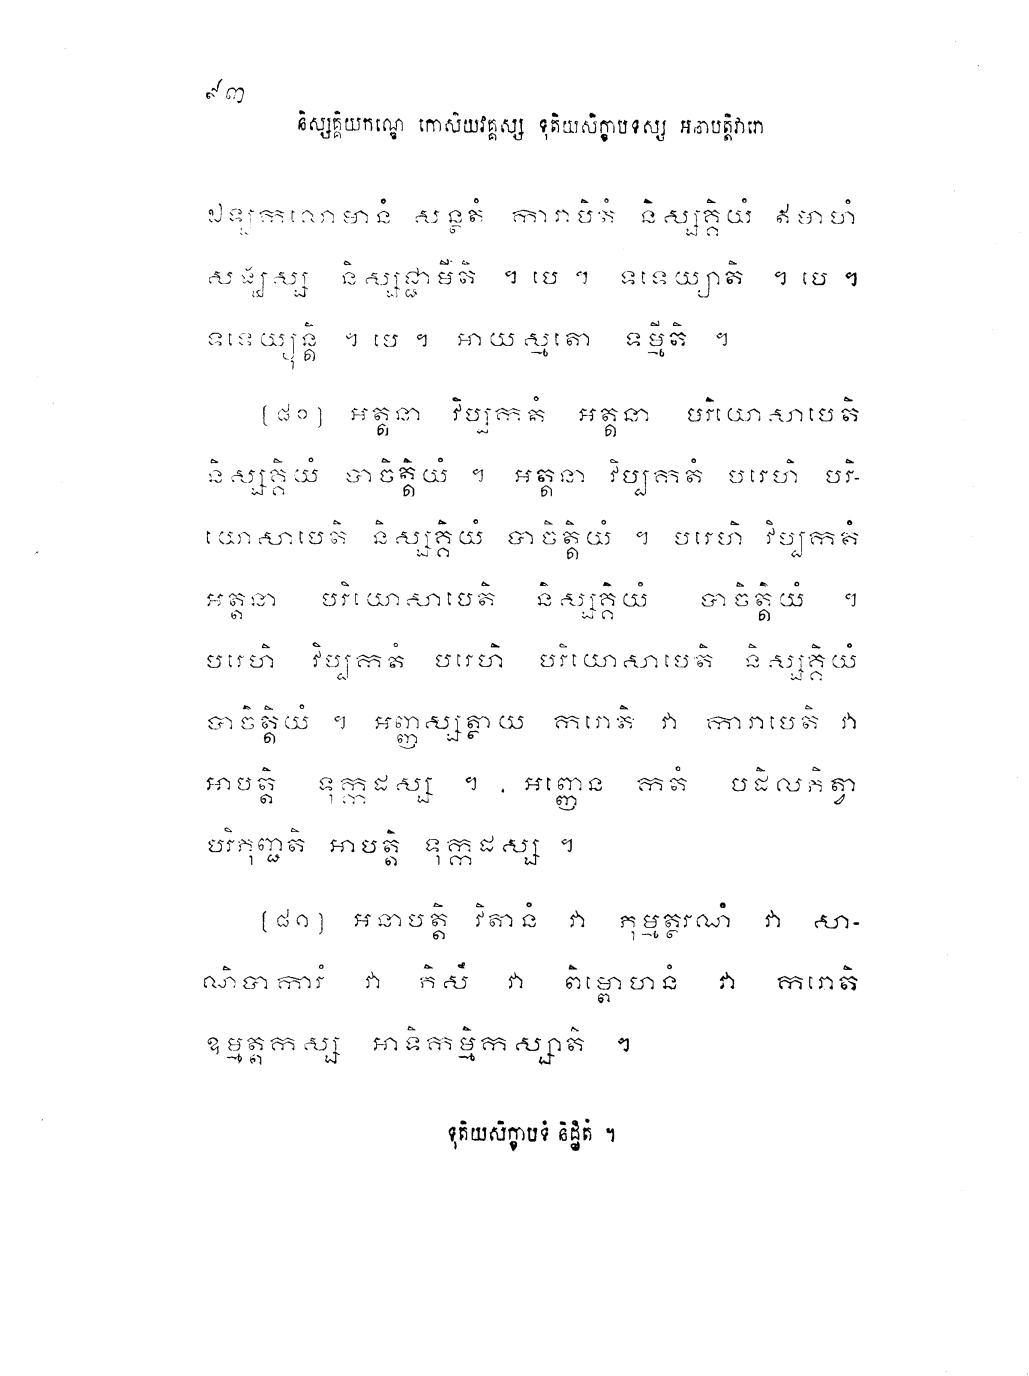 ៩៣
និស្សគ្គិយកណ្ឌេ កោសិយវគ្គស្ស ទុតិយសិក្ខាបទស្ស អនាបត្តិវារោ
ឯឡកលោមានំ សន្ថតំ ការាបិតំ និស្សគ្គិយំ ឥមាហំ
សង្ឃស្ស និស្សជ្ជាមីតិ ។ បេ ។ ទទេយ្យាតិ ។ បេ ។
ទទេយ្យុន្តិ ។ បេ ។ អាយស្មតោ ទម្មីតិ ។
(៨០) អត្តនា វិប្បកតំ អត្តនា បរិយោសាបេតិ
និស្សគ្គិយំ បាចិត្តិយំ ។ អត្តនា វិប្បកតំ បរេហិ បរិ-
យោសាបេតិ និស្សគ្គិយំ បាចិត្តិយំ ។ បរេហិ វិប្បកតំ
អត្តនា បរិយោសាបេតិ និស្សគ្គិយំ បាចិត្តិយំ ។
បរេហិ វិប្បកតំ បរេហិ បរិយោសាបេតិ និស្សគ្គិយំ
បាចិត្តិយំ ។ អញ្ញស្សត្ថាយ ករោតិ វា ការាបេតិ វា
អាបត្តិ ទុក្កដស្ស ។ អញ្ញេន កតំ បដិលភិត្វា
បរិភុញ្ជតិ អាបត្តិ ទុក្កដស្ស ។
(៨១) អនាបត្តិ វិតានំ វា ភុម្មត្ថរណំ វា សា-
ណិបាការំ វា ភិសឹ វា ពិម្ពោហនំ វា ករោតិ
ឧម្មត្តកស្ស អាទិកម្មិកស្សាតិ ។
ទុតិយសិក្ខាបទំ និដ្ឋិតំ ។